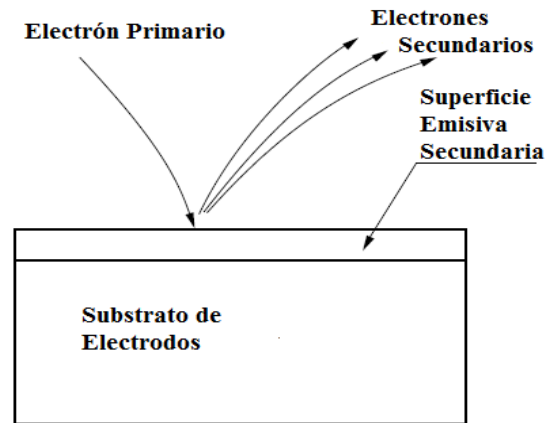 Electrón Primario
Electrones
Secundarios
Superficie
Emisiva
Secundaria
Substrato de
Electrodos